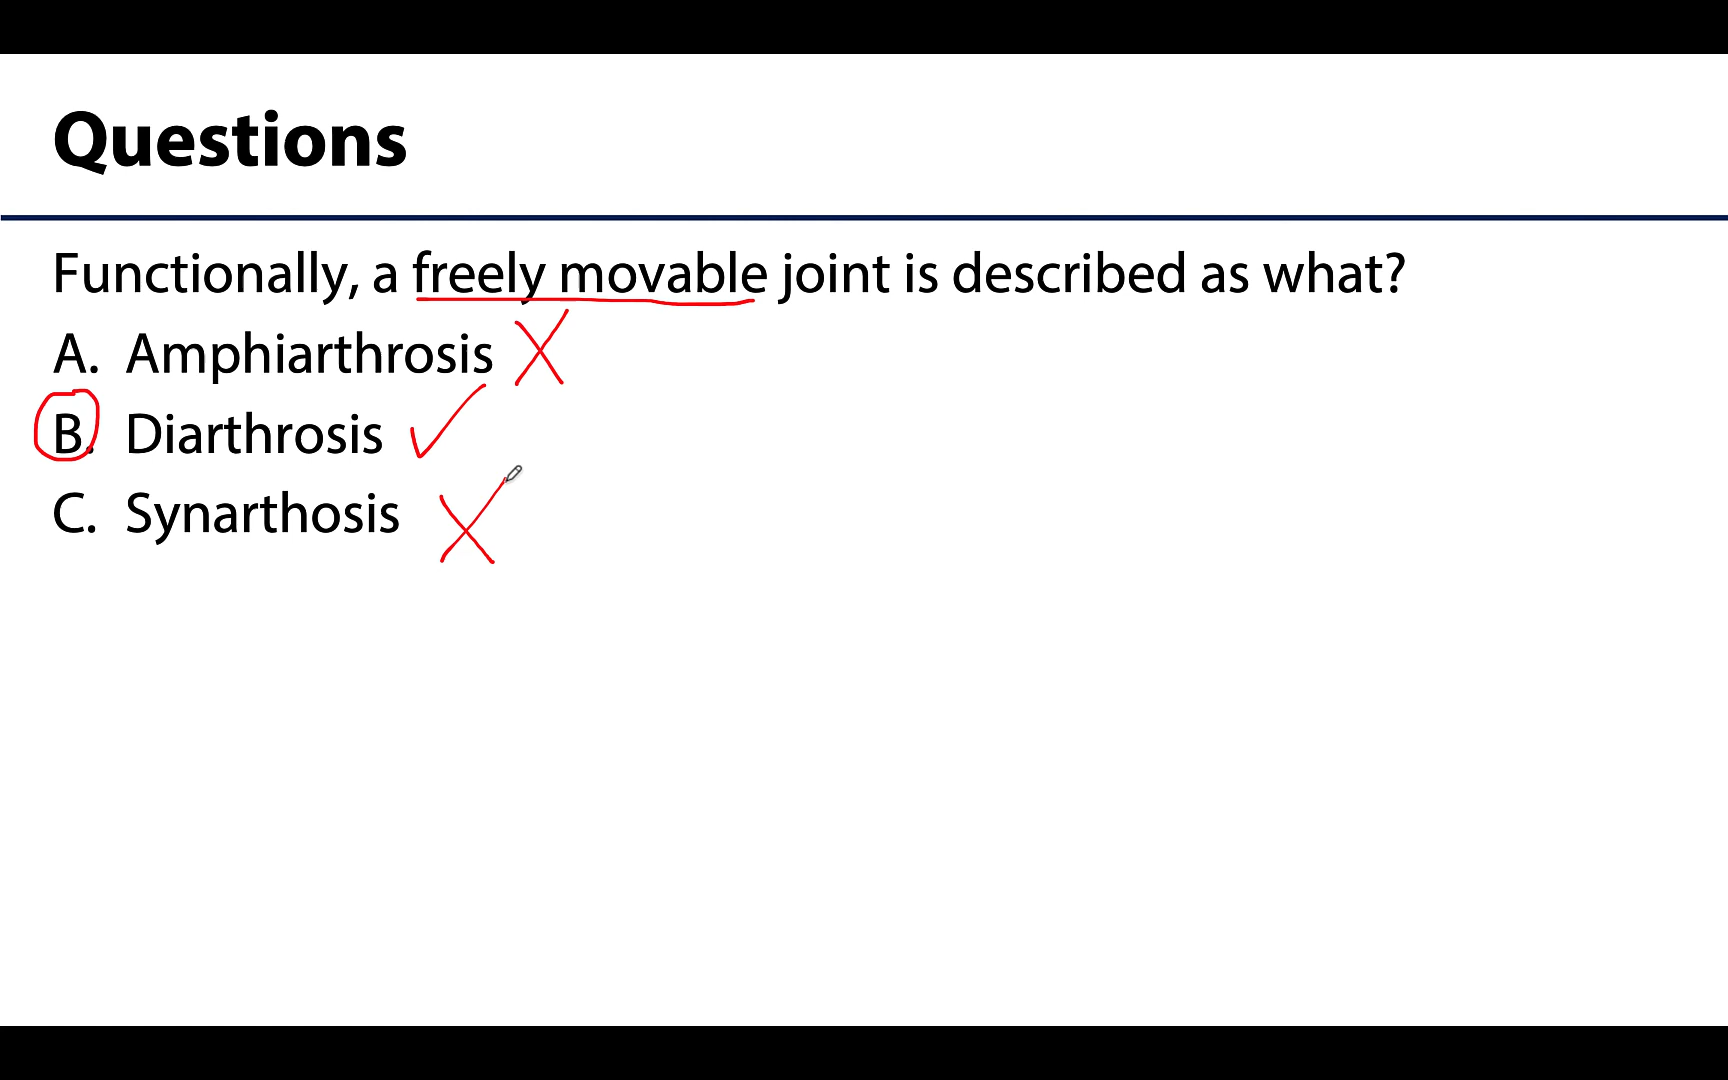 Questions
Functionally, a freely movable joint is described as what?
A. Amphiarthrosis
B. Diarthrosis
C. Synarthosis